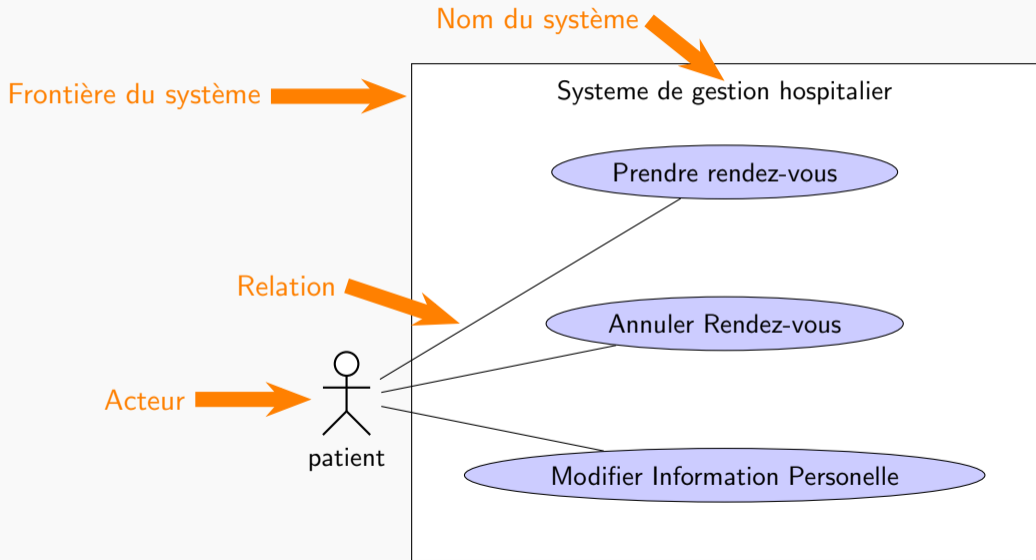 Nom du système
Frontière du système
Systeme de gestion hospitalier
Prendre rendez-vous
Relation
Annuler Rendez-vous
Acteur
patient
Modifier Information Personelle